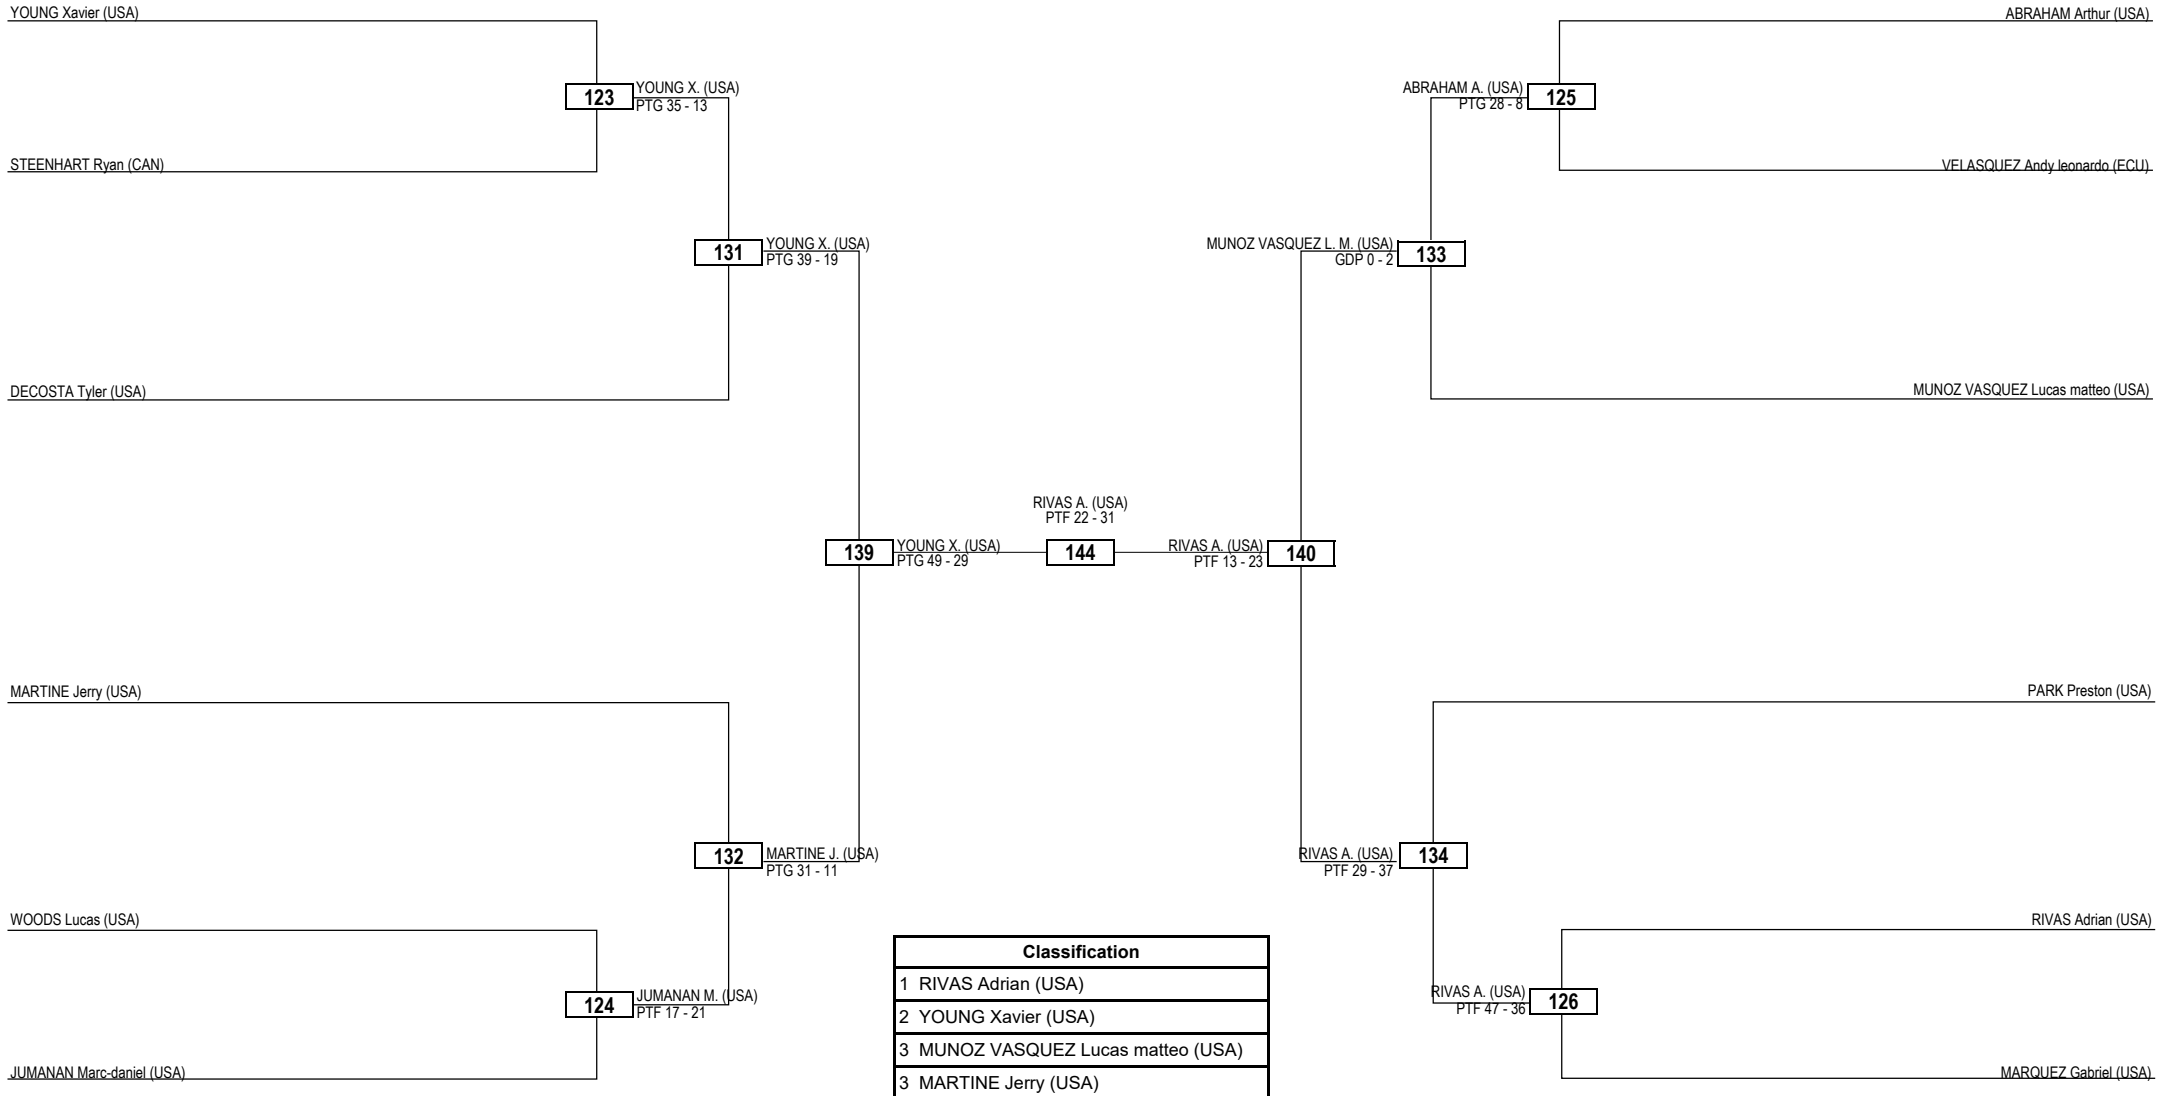 YOUNG Xavier (USA)
ABRAHAM Arthur (USA)
123
YOUNG X. (USA)
PTG 35 - 13
ABRAHAM A. (USA)
PTG 28 - 8
125
STEENHART Ryan (CAN)
VELASQUEZ Andy leonardo (ECU)
131
YOUNG X. (USA)
PTG 39 - 19
MUNOZ VASQUEZ L. M. (USA)
GDP 0 - 2
133
DECOSTA Tyler (USA)
MUNOZ VASQUEZ Lucas matteo (USA)
RIVAS A. (USA)
PTF 22 - 31
139
YOUNG X. (USA)
PTG 49 - 29
144
RIVAS A. (USA)
PTF 13 - 23
140
MARTINE Jerry (USA)
PARK Preston (USA)
132
MARTINE J. (USA)
PTG 31 - 11
RIVAS A. (USA)
PTF 29 - 37
134
WOODS Lucas (USA)
RIVAS Adrian (USA)
124
JUMANAN M. (USA)
PTF 17 - 21
RIVAS A. (USA)
PTF 47 - 36
126
JUMANAN Marc-daniel (USA)
MARQUEZ Gabriel (USA)
Classification
1 RIVAS Adrian (USA)
2 YOUNG Xavier (USA)
3 MUNOZ VASQUEZ Lucas matteo (USA)
3 MARTINE Jerry (USA)